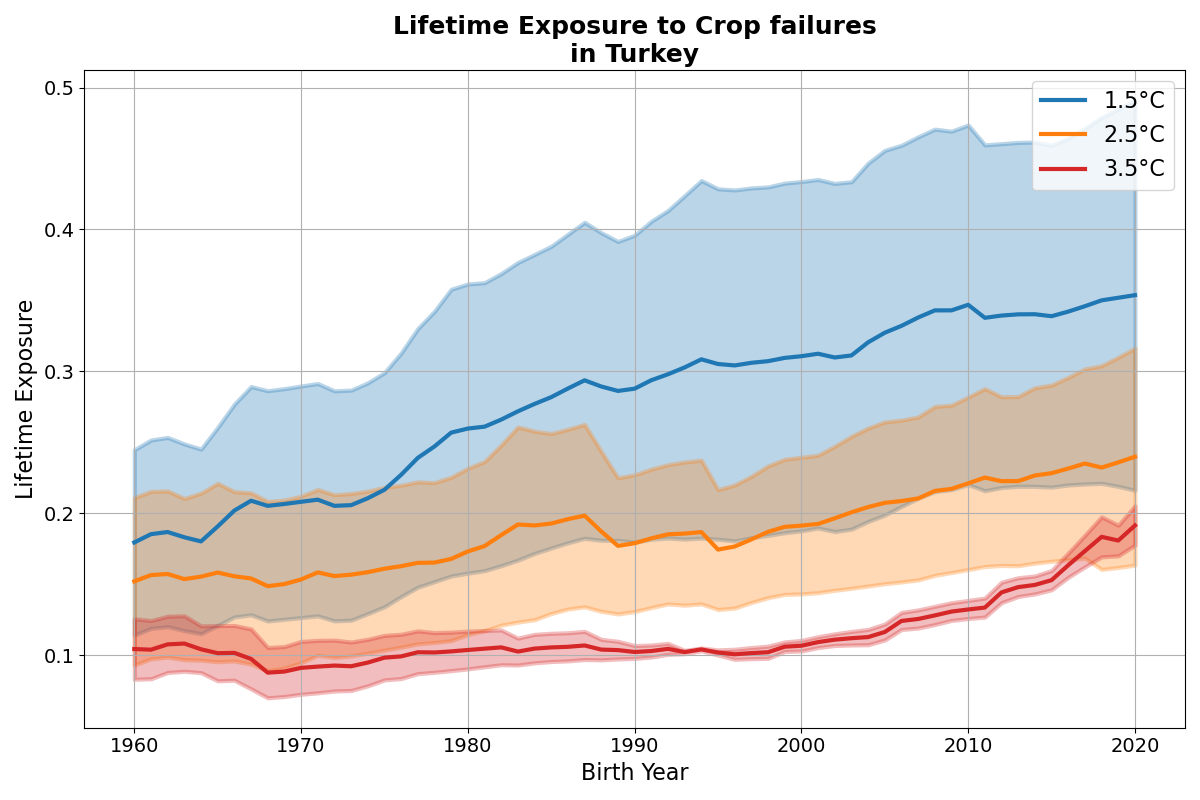 Lifetime Exposure to Crop failures
in Turkey
1.5°C
2.5°C
3.5°C
Lifetime Exposure
0.5
0.4
0.3
0.2
0.1
1960 1970 1980 1990 2000 2010 2020
Birth Year